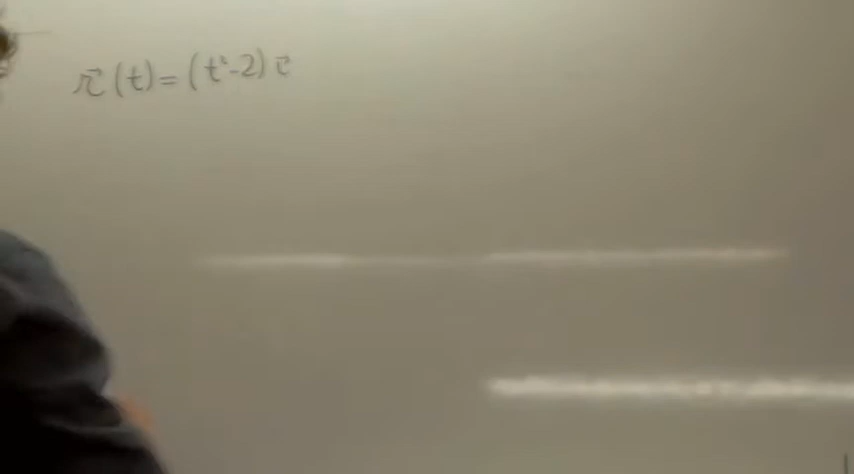 r⃗(t) = (t²-2) i⃗